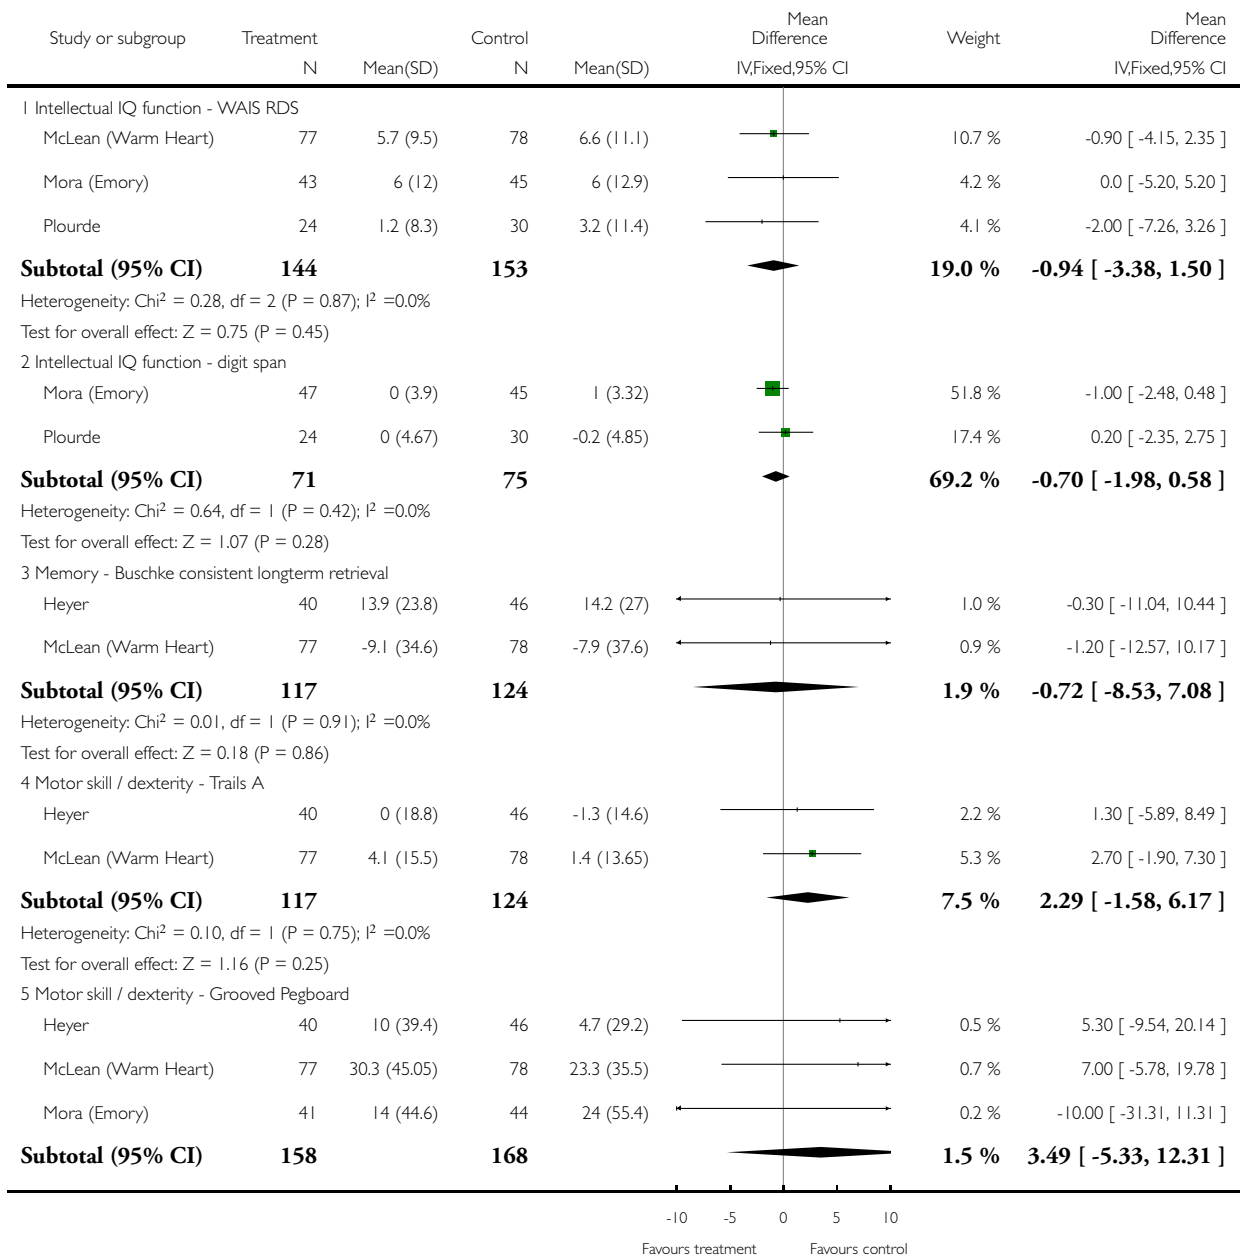 Study or subgroup Treatment Control Mean Difference Weight Mean Difference
N Mean(SD) N Mean(SD) IV,Fixed,95% CI IV,Fixed,95% CI
1 Intellectual IQ function - WAIS RDS
McLean (Warm Heart) 77 5.7 (9.5) 78 6.6 (11.1) 10.7 % -0.90 [ -4.15, 2.35 ]
Mora (Emory) 43 6 (12) 45 6 (12.9) 4.2 % 0.0 [ -5.20, 5.20 ]
Plourde 24 1.2 (8.3) 30 3.2 (11.4) 4.1 % -2.00 [ -7.26, 3.26 ]
Subtotal (95% CI) 144 153 19.0 % -0.94 [ -3.38, 1.50 ]
Heterogeneity: Chi² = 0.28, df = 2 (P = 0.87); I² =0.0%
Test for overall effect: Z = 0.75 (P = 0.45)
2 Intellectual IQ function - digit span
Mora (Emory) 47 0 (3.9) 45 1 (3.32) 51.8 % -1.00 [ -2.48, 0.48 ]
Plourde 24 0 (4.67) 30 -0.2 (4.85) 17.4 % 0.20 [ -2.35, 2.75 ]
Subtotal (95% CI) 71 75 69.2 % -0.70 [ -1.98, 0.58 ]
Heterogeneity: Chi² = 0.64, df = 1 (P = 0.42); I² =0.0%
Test for overall effect: Z = 1.07 (P = 0.28)
3 Memory - Buschke consistent longterm retrieval
Heyer 40 13.9 (23.8) 46 14.2 (27) 1.0 % -0.30 [ -11.04, 10.44 ]
McLean (Warm Heart) 77 -9.1 (34.6) 78 -7.9 (37.6) 0.9 % -1.20 [ -12.57, 10.17 ]
Subtotal (95% CI) 117 124 1.9 % -0.72 [ -8.53, 7.08 ]
Heterogeneity: Chi² = 0.01, df = 1 (P = 0.91); I² =0.0%
Test for overall effect: Z = 0.18 (P = 0.86)
4 Motor skill / dexterity - Trails A
Heyer 40 0 (18.8) 46 -1.3 (14.6) 2.2 % 1.30 [ -5.89, 8.49 ]
McLean (Warm Heart) 77 4.1 (15.5) 78 1.4 (13.65) 5.3 % 2.70 [ -1.90, 7.30 ]
Subtotal (95% CI) 117 124 7.5 % 2.29 [ -1.58, 6.17 ]
Heterogeneity: Chi² = 0.10, df = 1 (P = 0.75); I² =0.0%
Test for overall effect: Z = 1.16 (P = 0.25)
5 Motor skill / dexterity - Grooved Pegboard
Heyer 40 10 (39.4) 46 4.7 (29.2) 0.5 % 5.30 [ -9.54, 20.14 ]
McLean (Warm Heart) 77 30.3 (45.05) 78 23.3 (35.5) 0.7 % 7.00 [ -5.78, 19.78 ]
Mora (Emory) 41 14 (44.6) 44 24 (55.4) 0.2 % -10.00 [ -31.31, 11.31 ]
Subtotal (95% CI) 158 168 1.5 % 3.49 [ -5.33, 12.31 ]
-10 -5 0 5 10
Favours treatment Favours control